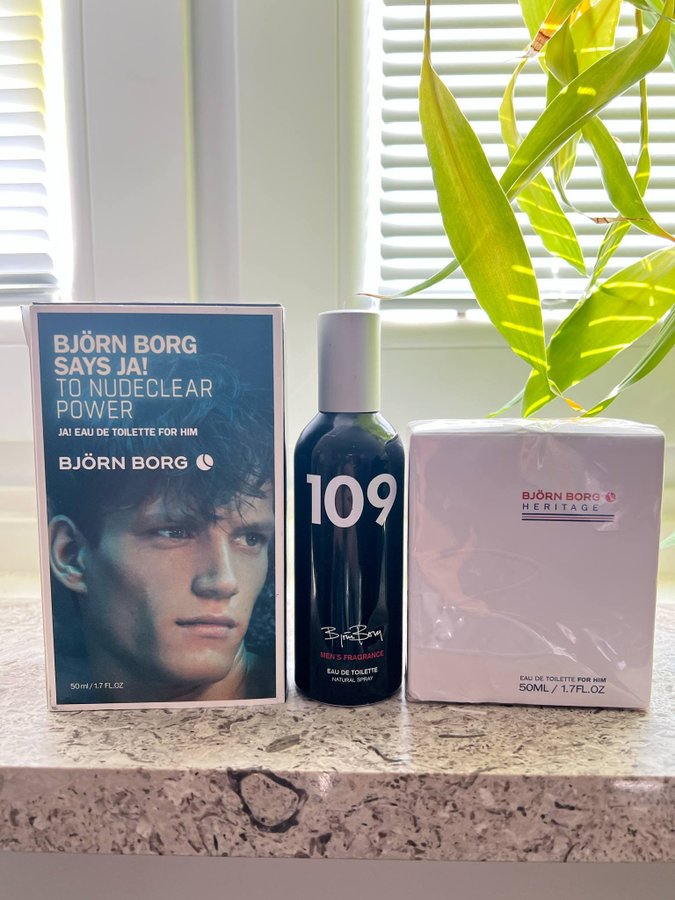 BJÖRN BORG
SAYS JA!
TO NUDECLEAR
POWER
JA! EAU DE TOILETTE FOR HIM
BJÖRN BORG
50 ml / 1.7 FL.OZ
109
Björn Borg
MEN'S FRAGRANCE
EAU DE TOILETTE
NATURAL SPRAY
BJÖRN BORG
HERITAGE
EAU DE TOILETTE FOR HIM
50ML / 1.7FL.OZ